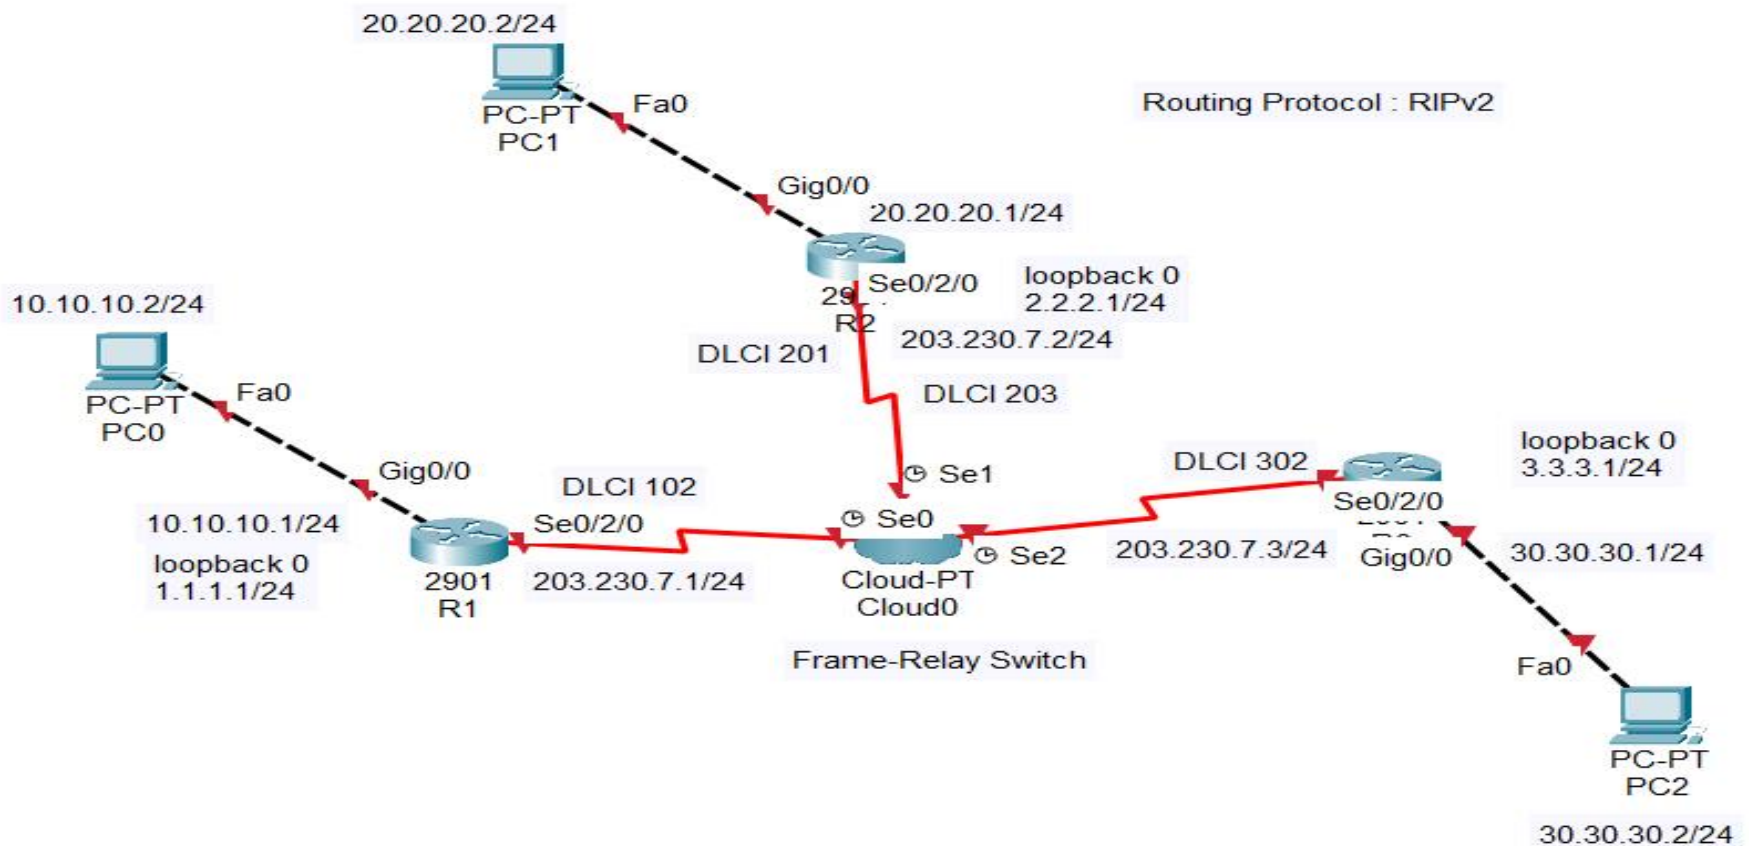 20.20.20.2/24
PC-PT
PC1
Fa0
Routing Protocol : RIPv2
Gig0/0
20.20.20.1/24
Se0/2/0
R2
loopback 0
2.2.2.1/24
203.230.7.2/24
DLCI 201
DLCI 203
10.10.10.2/24
PC-PT
PC0
Fa0
Gig0/0
10.10.10.1/24
loopback 0
1.1.1.1/24
2901
R1
DLCI 102
Se0/2/0
203.230.7.1/24
Se1
Se0
Se2
Cloud-PT
Cloud0
Frame-Relay Switch
DLCI 302
203.230.7.3/24
loopback 0
3.3.3.1/24
Se0/2/0
Gig0/0
30.30.30.1/24
Fa0
PC-PT
PC2
30.30.30.2/24